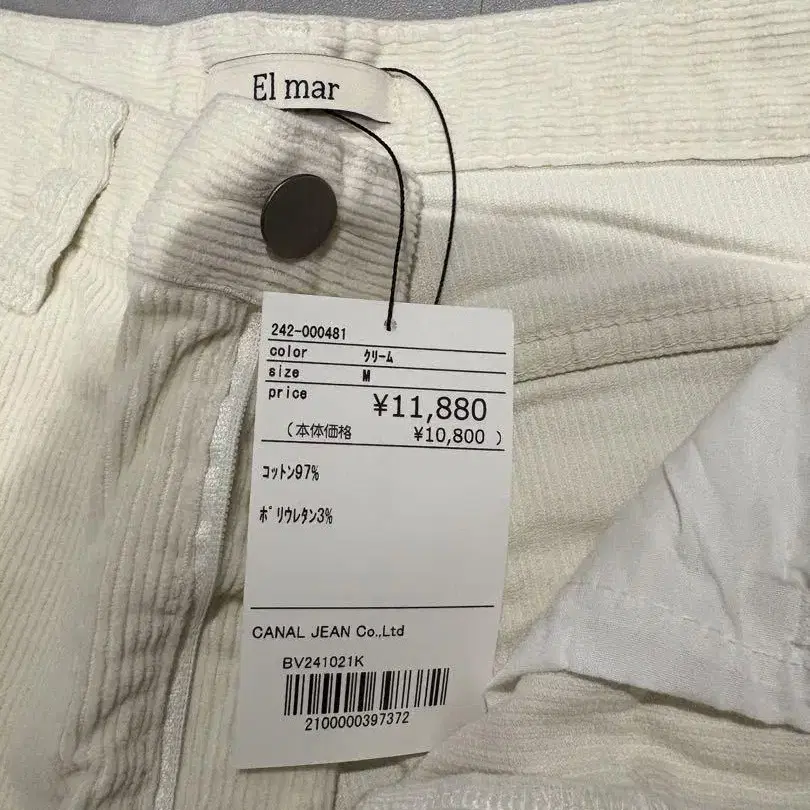 El mar
242-000481
color クリーム
size M
price
¥11,880
(本体価格 ¥10,800 )
コットン97%
ポリウレタン3%
CANAL JEAN Co.,Ltd
BV241021K
2100000397372